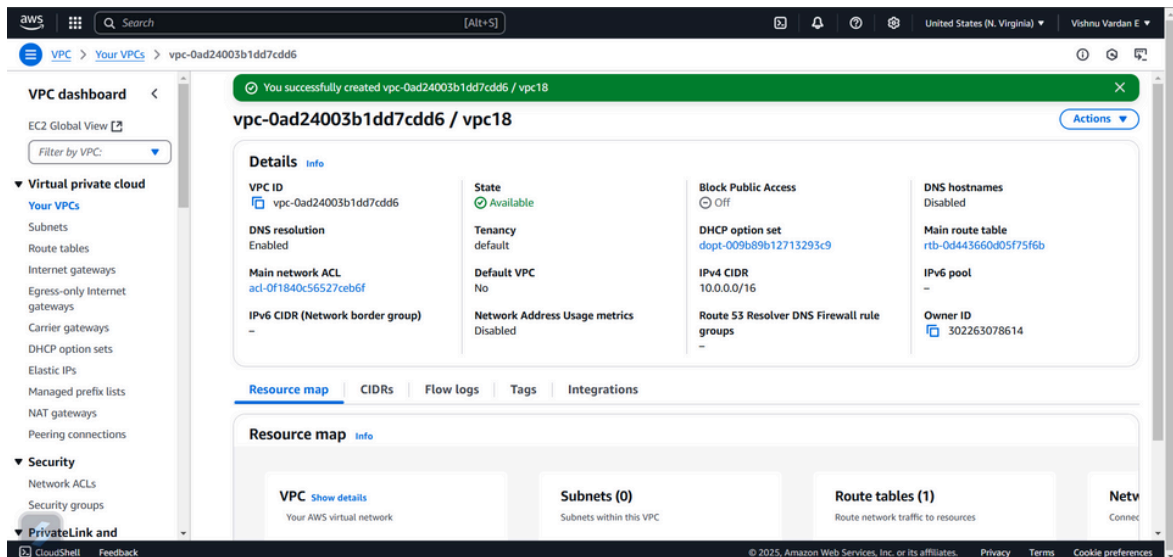 aws
Search [Alt+S]
United States (N. Virginia) Vishnu Vardan E
VPC > Your VPCs > vpc-0ad24003b1dd7cdd6
VPC dashboard
EC2 Global View
Filter by VPC:
Virtual private cloud
Your VPCs
Subnets
Route tables
Internet gateways
Egress-only Internet
gateways
Carrier gateways
DHCP option sets
Elastic IPs
Managed prefix lists
NAT gateways
Peering connections
Security
Network ACLs
Security groups
PrivateLink and
You successfully created vpc-0ad24003b1dd7cdd6 / vpc18
vpc-0ad24003b1dd7cdd6 / vpc18
Actions
Details Info
VPC ID
vpc-0ad24003b1dd7cdd6
State
Available
Block Public Access
Off
DNS hostnames
Disabled
DNS resolution
Enabled
Tenancy
default
DHCP option set
dopt-009b89b12713293c9
Main route table
rtb-0d443660d05f75f6b
Main network ACL
acl-0f1840c56527ceb6f
Default VPC
No
IPv4 CIDR
10.0.0.0/16
IPv6 pool
–
IPv6 CIDR (Network border group)
–
Network Address Usage metrics
Disabled
Route 53 Resolver DNS Firewall rule
groups
–
Owner ID
302263078614
Resource map CIDRs Flow logs Tags Integrations
Resource map Info
VPC Show details
Your AWS virtual network
Subnets (0)
Subnets within this VPC
Route tables (1)
Route network traffic to resources
Netw
Connec
CloudShell Feedback
© 2025, Amazon Web Services, Inc. or its affiliates. Privacy Terms Cookie preferences